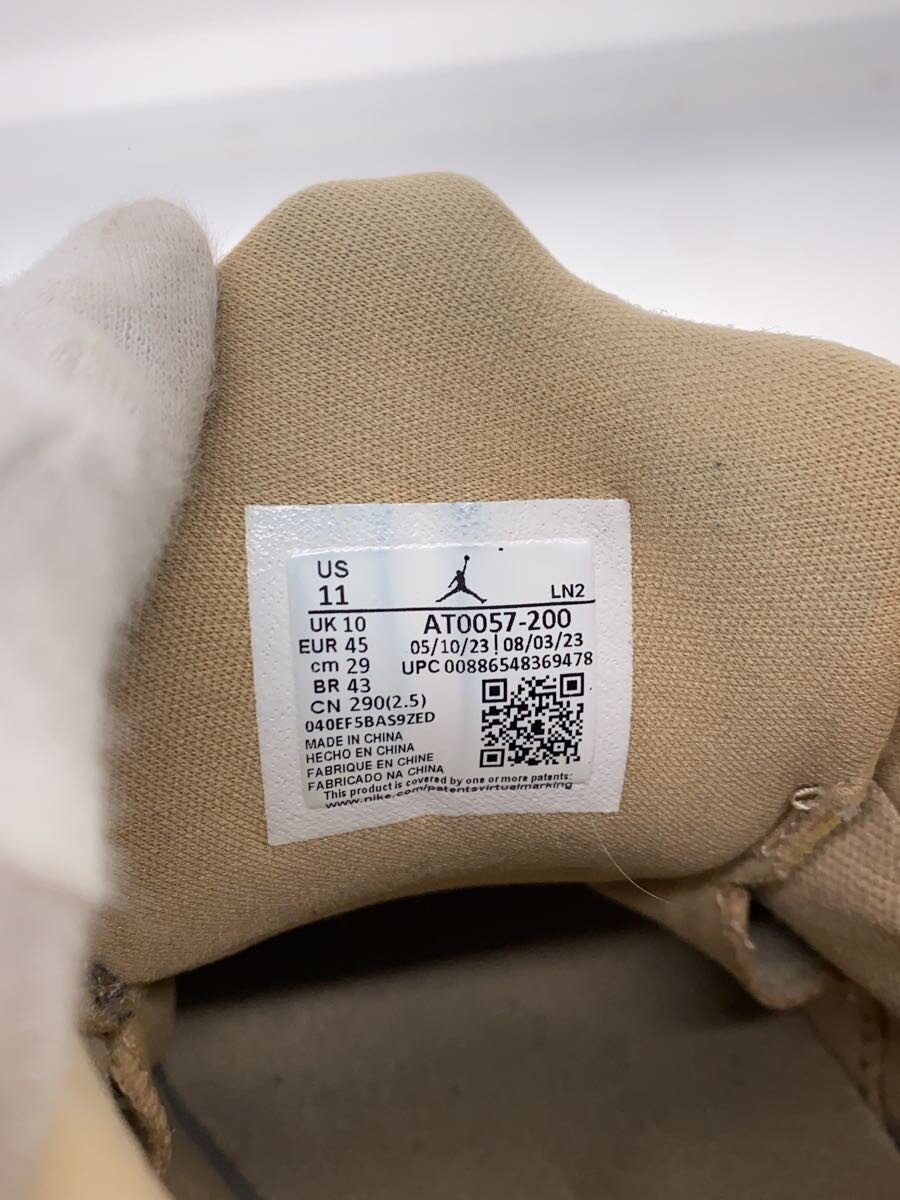 US
11
LN2
UK 10
AT0057-200
EUR 45
05/10/23 | 08/03/23
cm 29
UPC 00886548369478
BR 43
CN 290(2.5)
040EF5BAS9ZED
MADE IN CHINA
HECHO EN CHINA
FABRIQUE EN CHINE
FABRICADO NA CHINA
This product is covered by one or more patents:
www.nike.com/patentsvirtualmarking